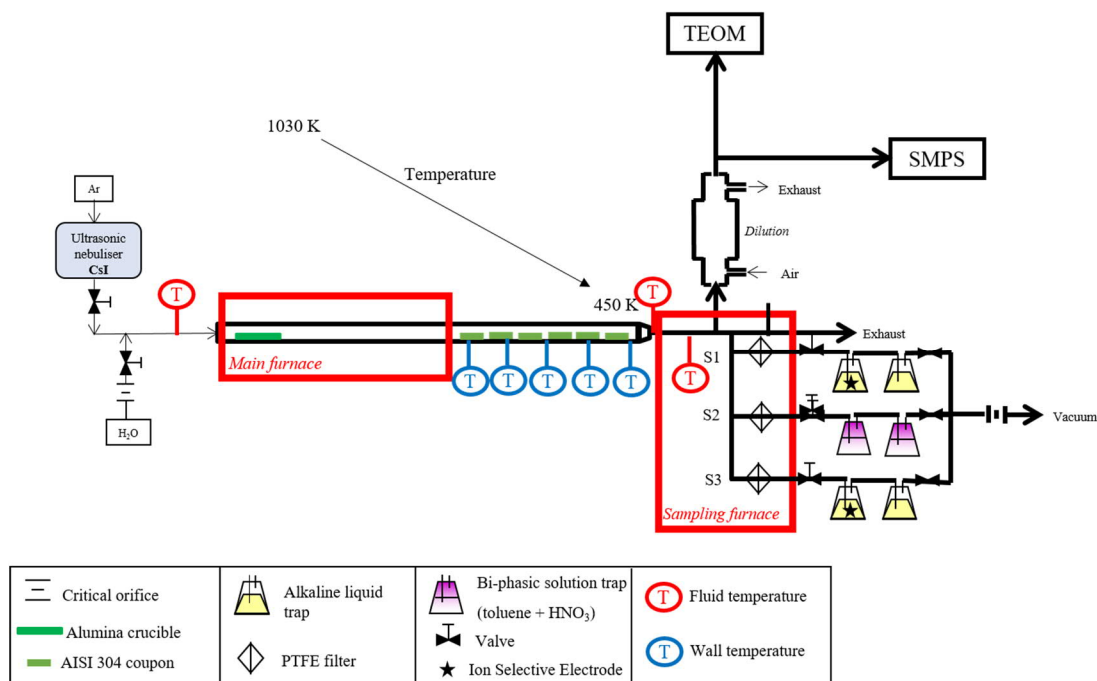 TEOM
1030 K
SMPS
Temperature
Ar
Exhaust
Ultrasonic
nebuliser
CsI
Dilution
Air
T
T
450 K
Exhaust
Main furnace
S1
T
T
T
T
T
T
S2
Vacuum
H₂O
S3
Sampling furnace
Critical orifice
Alkaline liquid
trap
Bi-phasic solution trap
(toluene + HNO₃)
T
Fluid temperature
Alumina crucible
Valve
AISI 304 coupon
PTFE filter
Ion Selective Electrode
T
Wall temperature